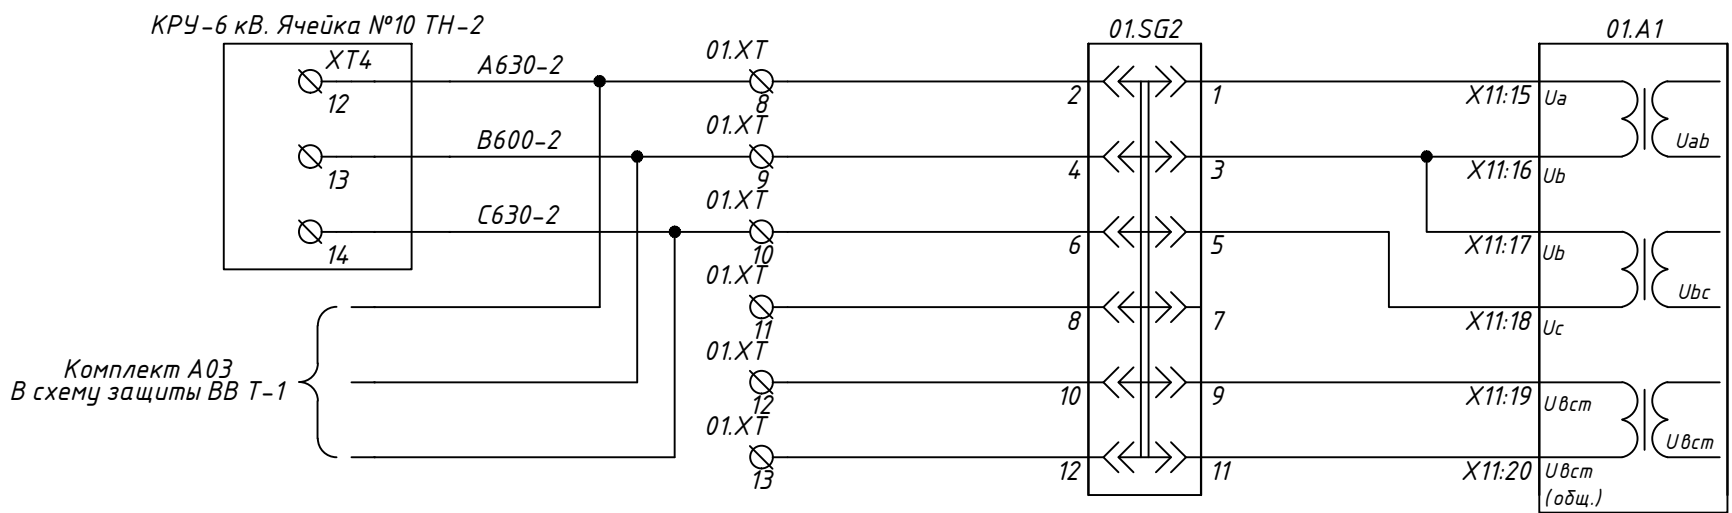 КРУ-6 кВ. Ячейка №10 ТН-2
01.SG2
01.A1
XT4
A630-2
01.XT
12
8
2
1
X11:15
Ua
B600-2
01.XT
Uab
13
9
4
3
X11:16
Ub
C630-2
01.XT
14
10
6
5
X11:17
Ub
01.XT
Ubc
11
8
7
X11:18
Uc
Комплект А03
В схему защиты ВВ Т-1
01.XT
12
10
9
X11:19
Uвст
01.XT
Uвст
13
12
11
X11:20
Uвст
(общ.)